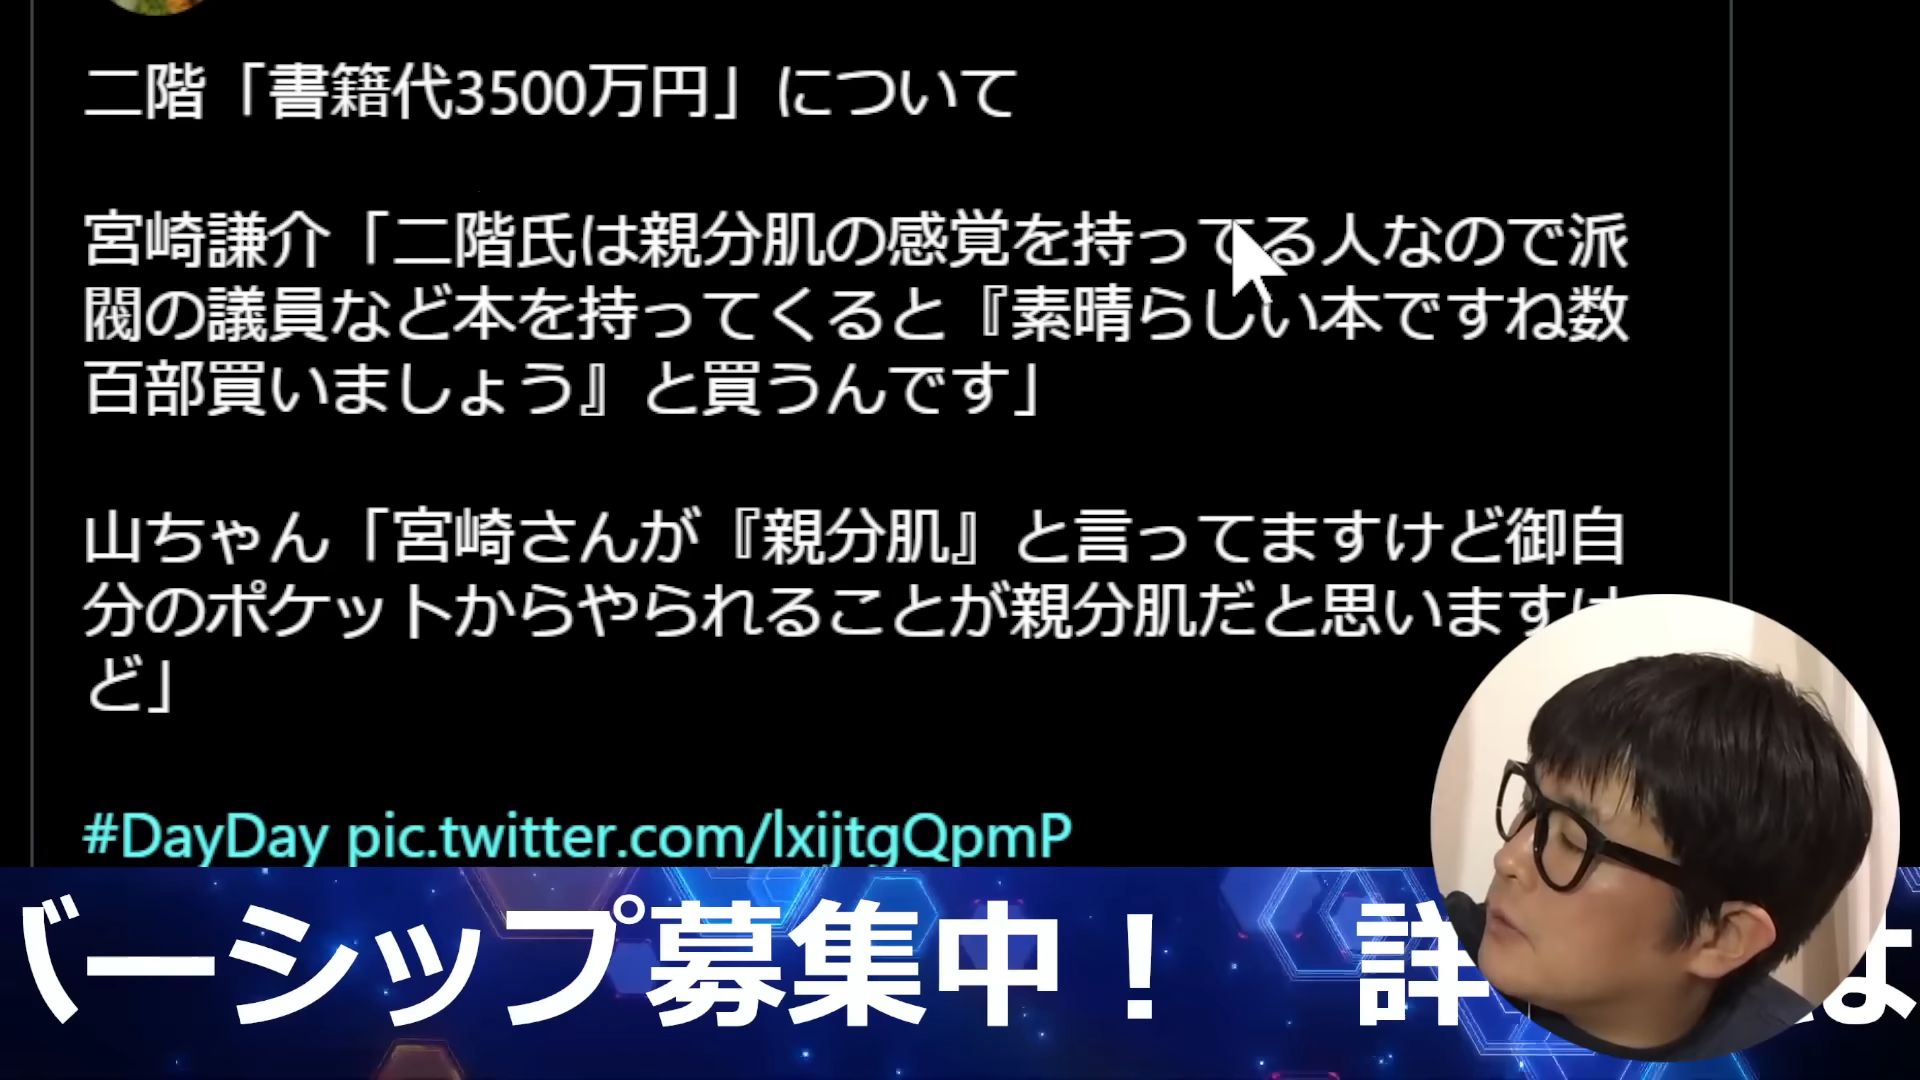 二階「書籍代3500万円」について
宮崎謙介「二階氏は親分肌の感覚を持ってる人なので派
閥の議員など本を持ってくると『素晴らしい本ですね数
百部買いましょう』と買うんです」
山ちゃん「宮崎さんが『親分肌』と言ってますけど御自
分のポケットからやられることが親分肌だと思いますけ
ど」
#DayDay pic.twitter.com/lxijtgQpmP
バーシップ募集中！ 詳 は